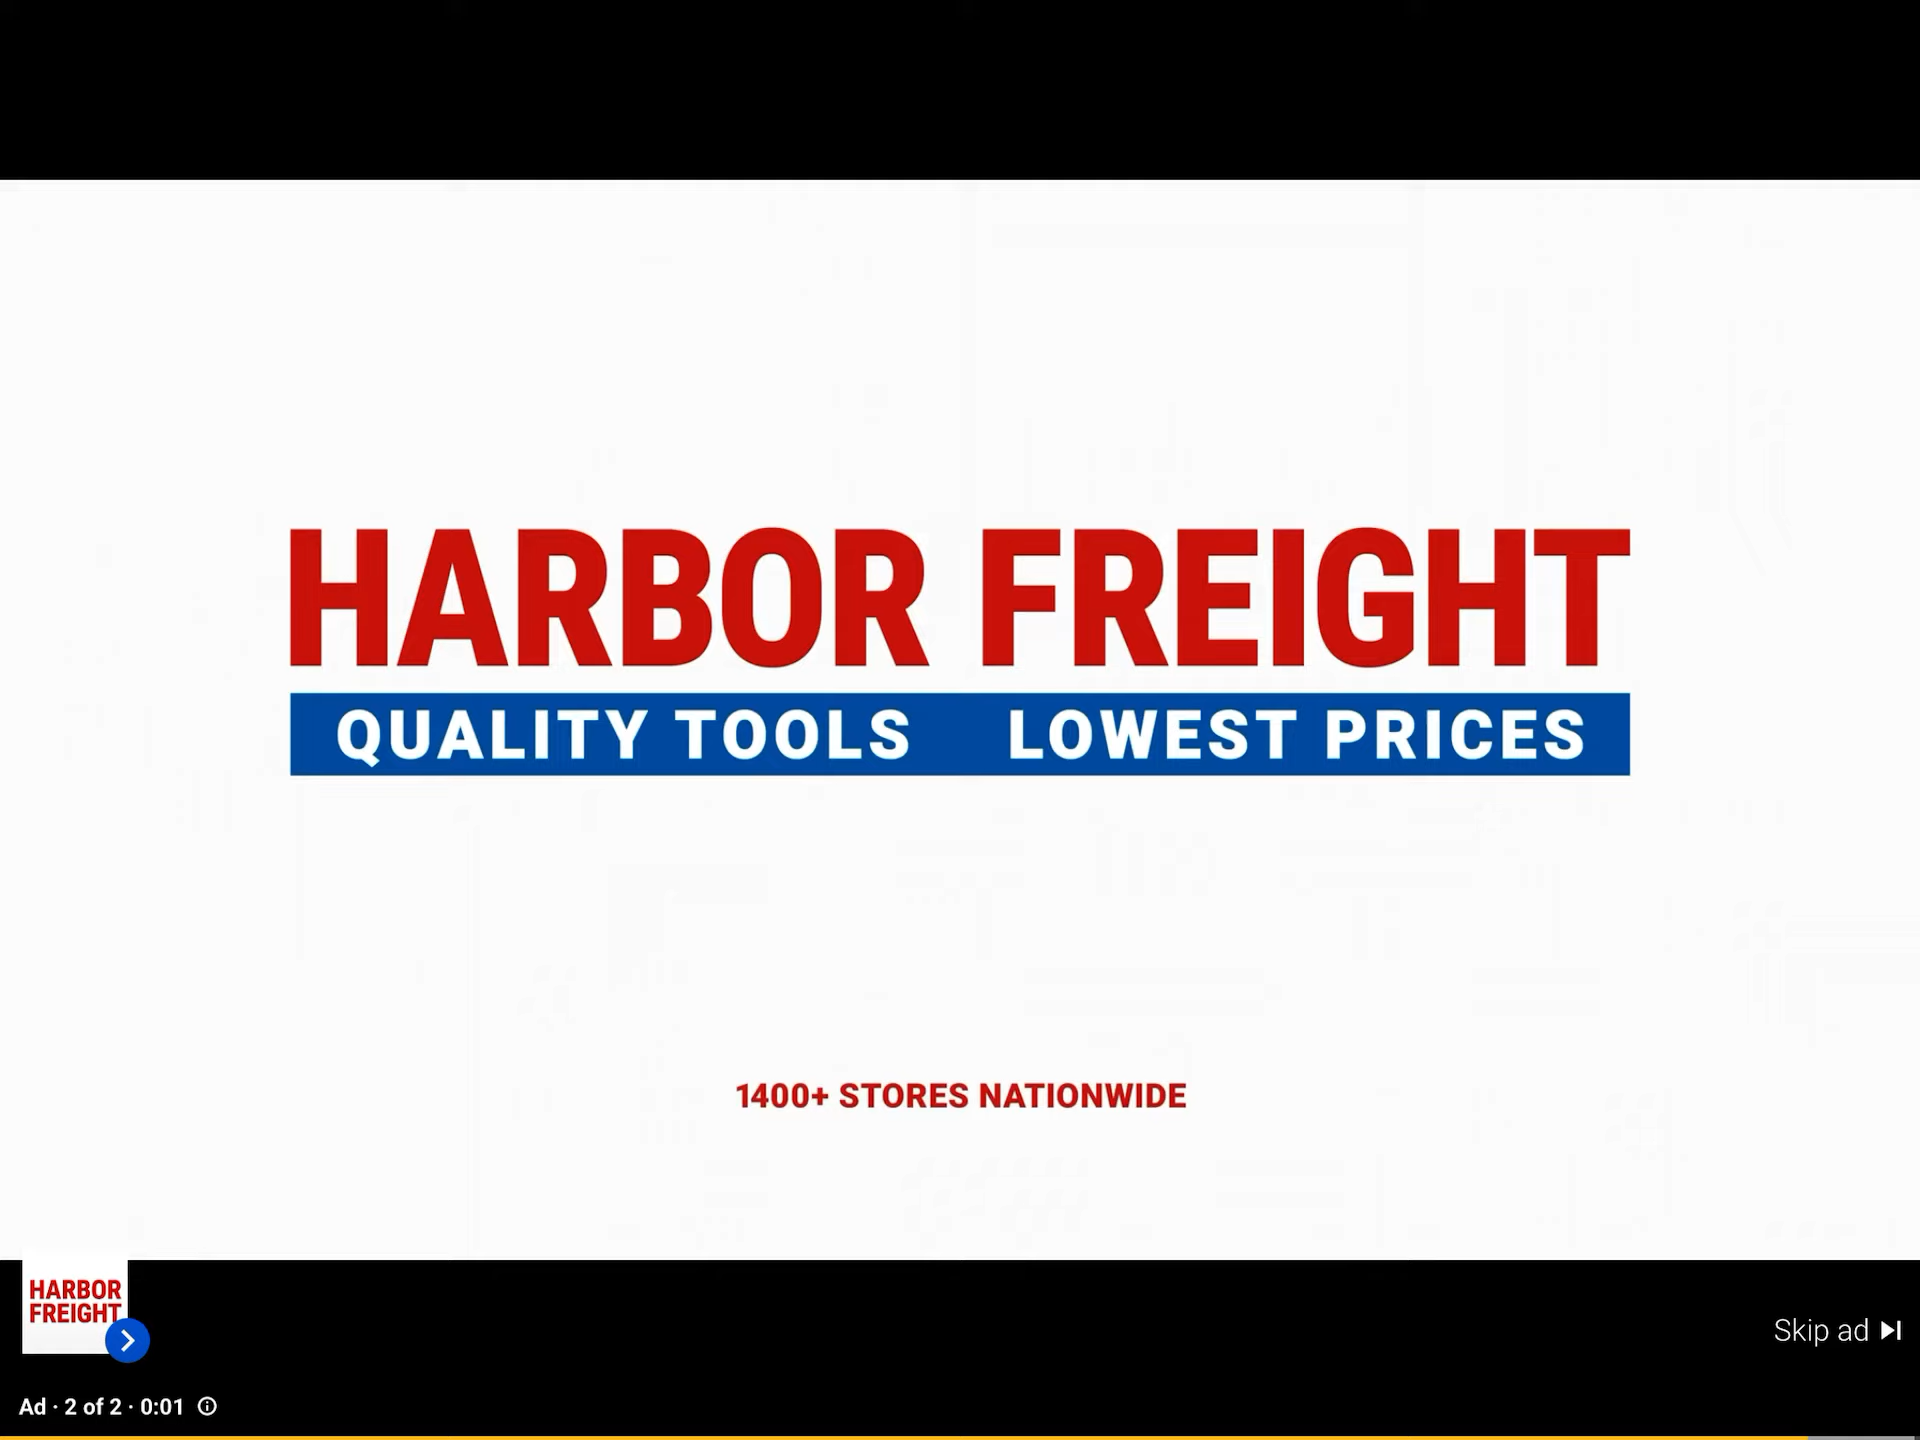 HARBOR FREIGHT
QUALITY TOOLS LOWEST PRICES
1400+ STORES NATIONWIDE
HARBOR
FREIGHT
Skip ad
Ad · 2 of 2 · 0:01